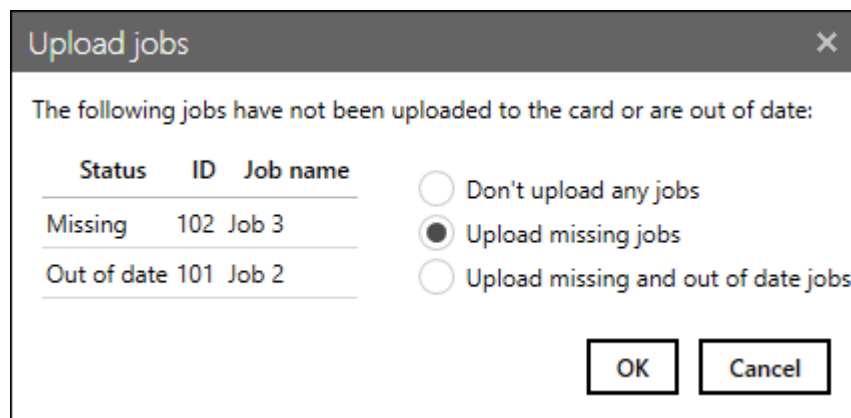 Upload jobs
The following jobs have not been uploaded to the card or are out of date:
Status ID Job name
Missing 102 Job 3
Out of date 101 Job 2
Don't upload any jobs
Upload missing jobs
Upload missing and out of date jobs
OK Cancel